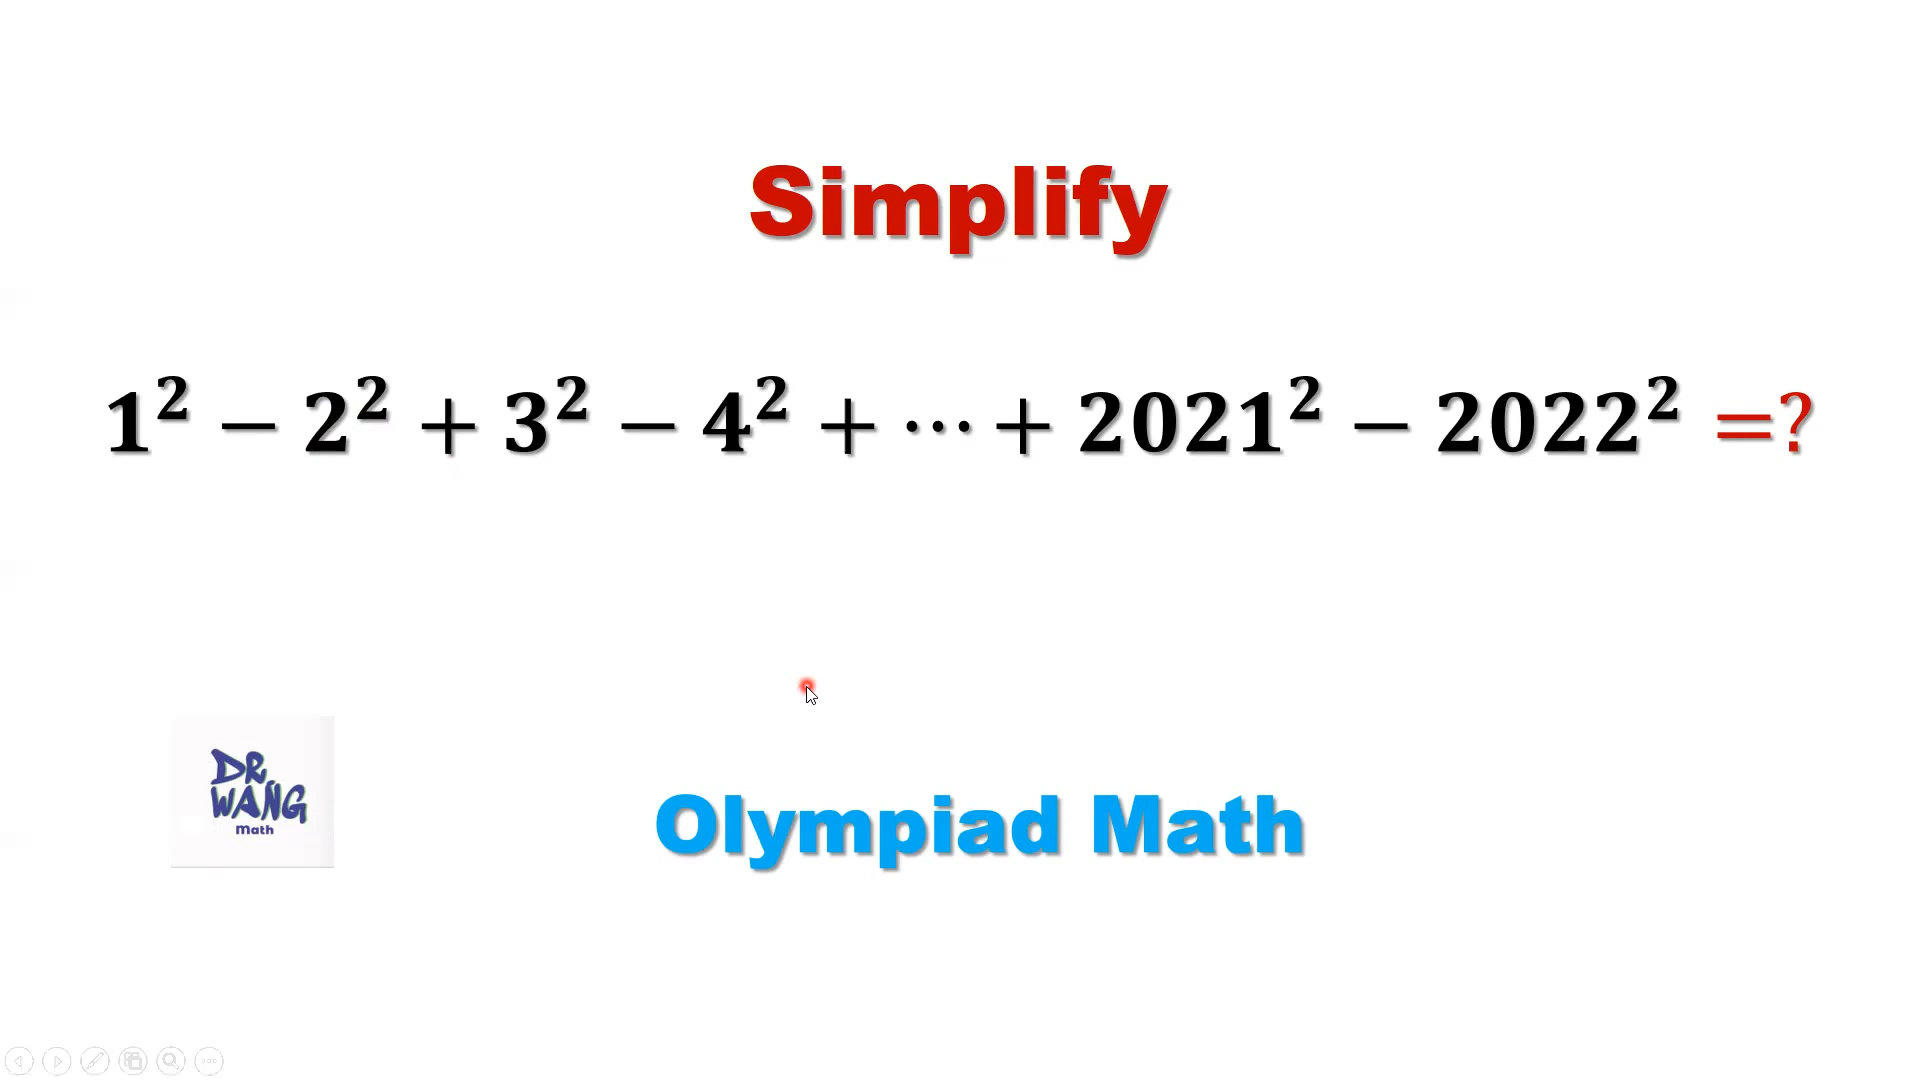 Simplify
1² − 2² + 3² − 4² + ⋯ + 2021² − 2022² =?
DR
WANG
Math
Olympiad Math